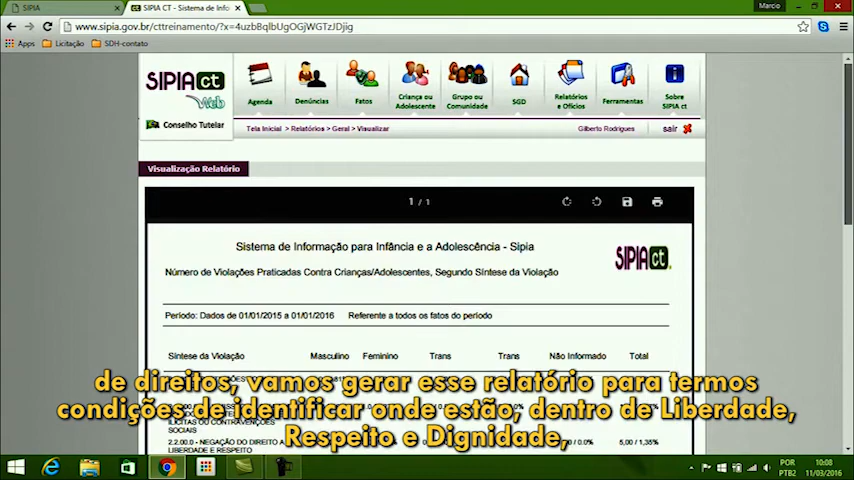 SIPIA
SIPIA CT - Sistema de Infor
Marcio
www.sipia.gov.br/cttreinamento/?x=4uzbBqlbUgOGjWGTzJDjig
Apps Licitação SDH-contato
SIPIA ct
Web
Conselho Tutelar
Agenda
Denúncias
Fatos
Criança ou
Adolescente
Grupo ou
Comunidade
SGD
Relatórios
e Ofícios
Ferramentas
Sobre
SIPIA ct
Tela Inicial > Relatórios > Geral > Visualizar
Gilberto Rodrigues
sair
Visualização Relatório
1 / 1
Sistema de Informação para Infância e a Adolescência - Sipia
SIPIA ct
Número de Violações Praticadas Contra Crianças/Adolescentes, Segundo Síntese da Violação
Período: Dados de 01/01/2015 a 01/01/2016 Referente a todos os fatos do período
Síntese da Violação Masculino Feminino Trans Trans Não Informado Total
de direitos, vamos gerar esse relatório para termos
condições de identificar onde estão, dentro de Liberdade,
Respeito e Dignidade,
ILÍCITAS OU CONTRAVENÇÕES
SOCIAIS
2.2.00.0 - NEGAÇÃO DO DIREITO A
LIBERDADE E RESPEITO
/ 0.0% 5,00 / 1,35%
POR
PTB2
10:08
11/03/2016